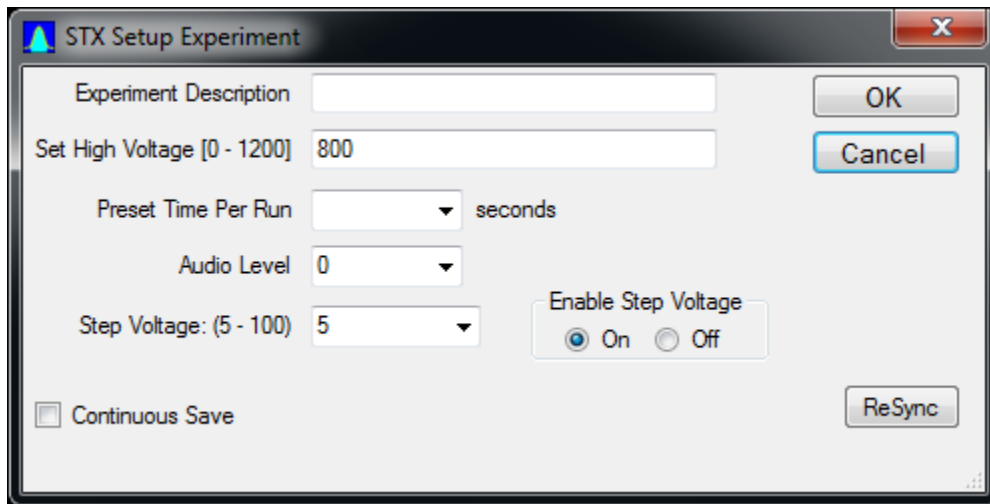 STX Setup Experiment
Experiment Description
OK
Set High Voltage [0 - 1200] 800
Cancel
Preset Time Per Run seconds
Audio Level 0
Enable Step Voltage
Step Voltage: (5 - 100) 5
On Off
Continuous Save
ReSync